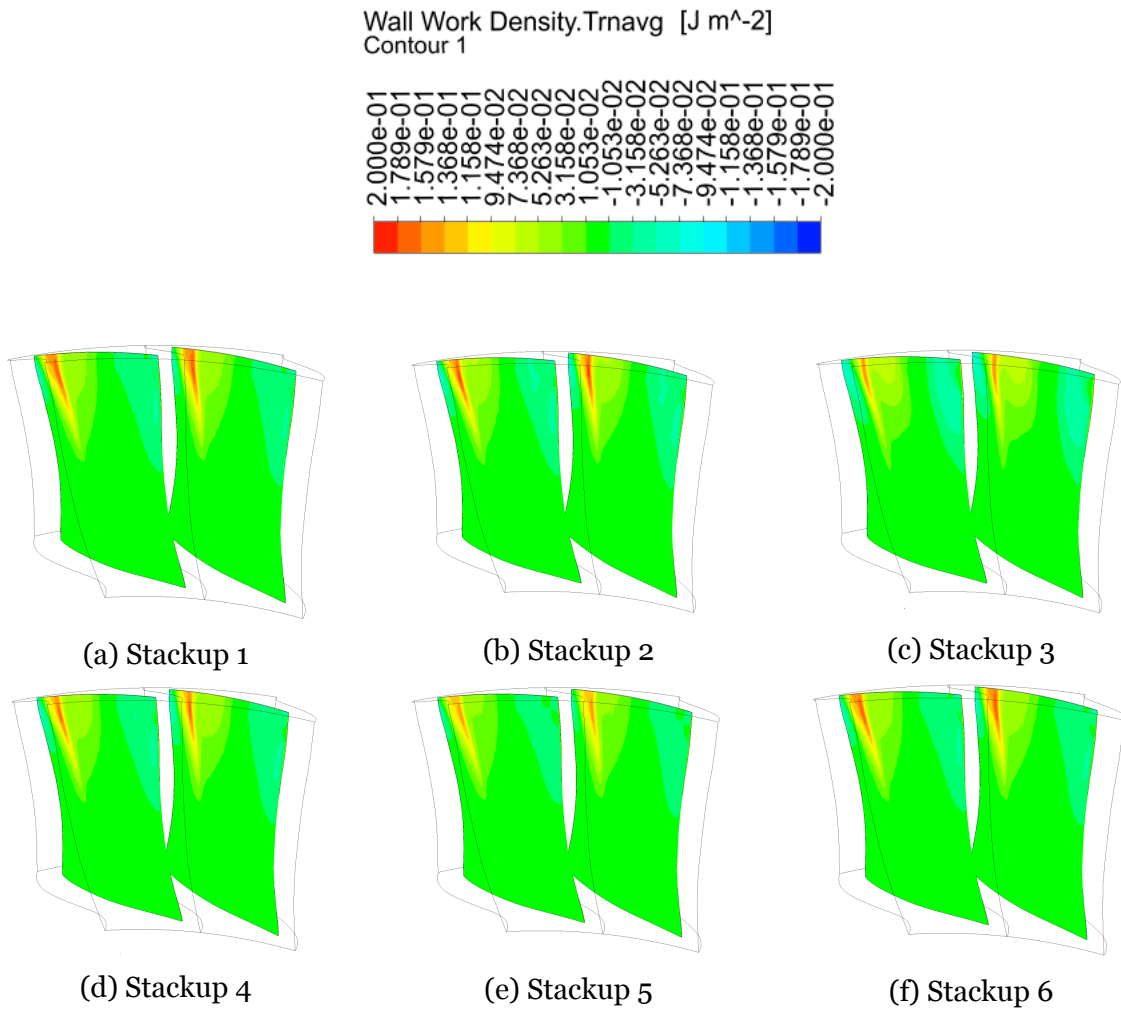 Wall Work Density.Trnavg [J m^-2]
Contour 1
2.000e-01
1.789e-01
1.579e-01
1.368e-01
1.158e-01
9.474e-02
7.368e-02
5.263e-02
3.158e-02
1.053e-02
-1.053e-02
-3.158e-02
-5.263e-02
-7.368e-02
-9.474e-02
-1.158e-01
-1.368e-01
-1.579e-01
-1.789e-01
-2.000e-01
(a) Stackup 1
(b) Stackup 2
(c) Stackup 3
(d) Stackup 4
(e) Stackup 5
(f) Stackup 6